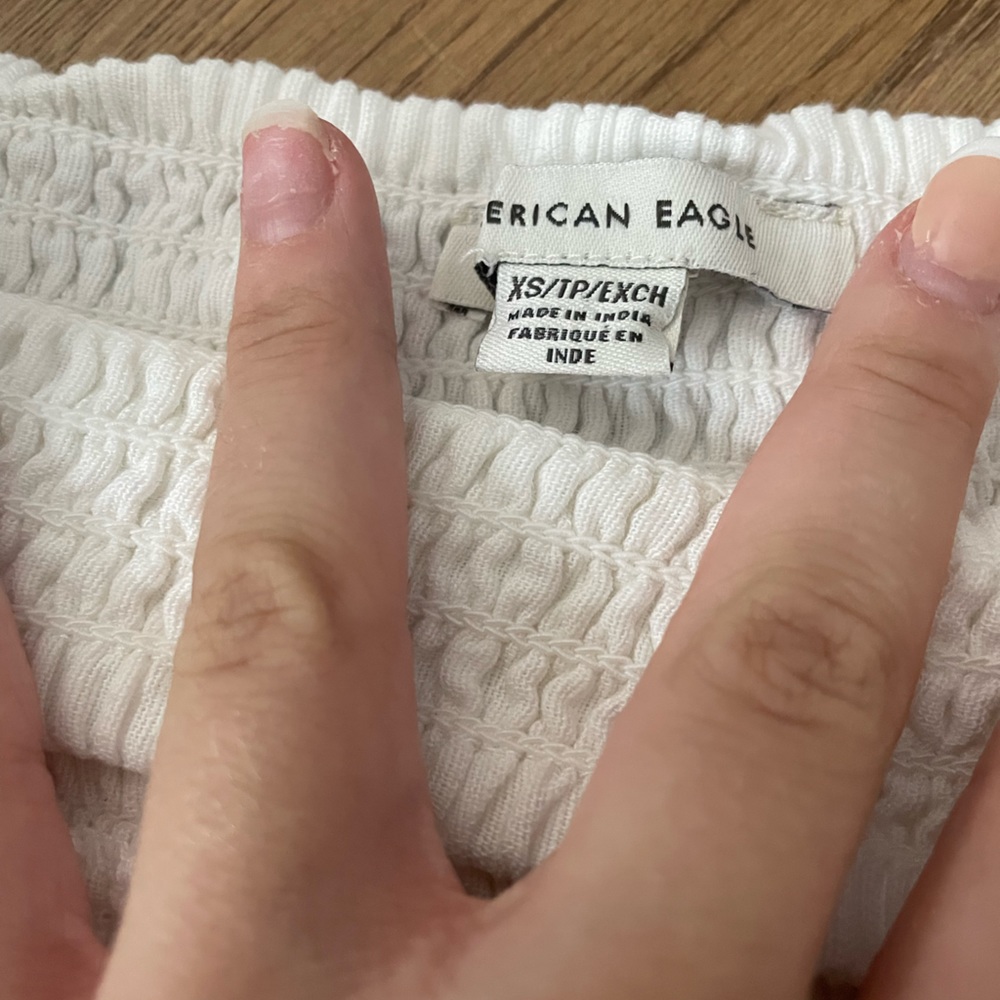 ERICAN EAGLE
XS/TP/EXCH
MADE IN INDIA
FABRIQUÉ EN
INDE